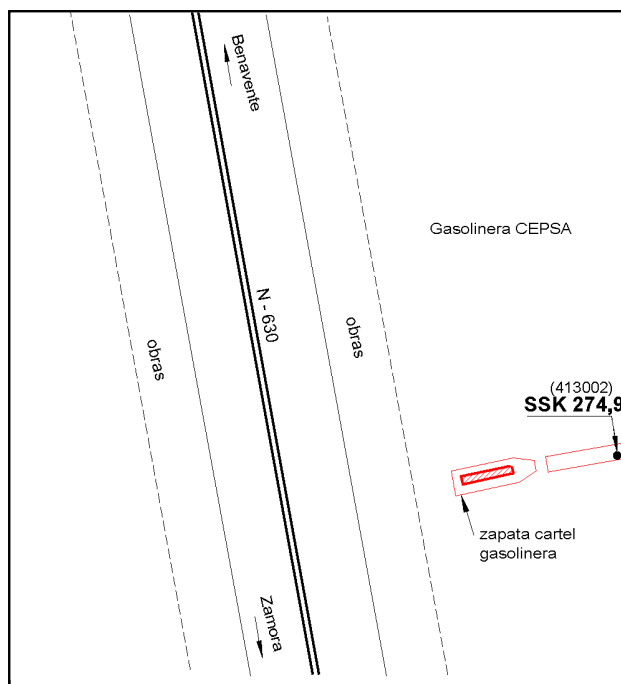 Benavente
Gasolinera CEPSA
N - 630
obras
obras
(413002)
SSK 274,9
zapata cartel
gasolinera
Zamora